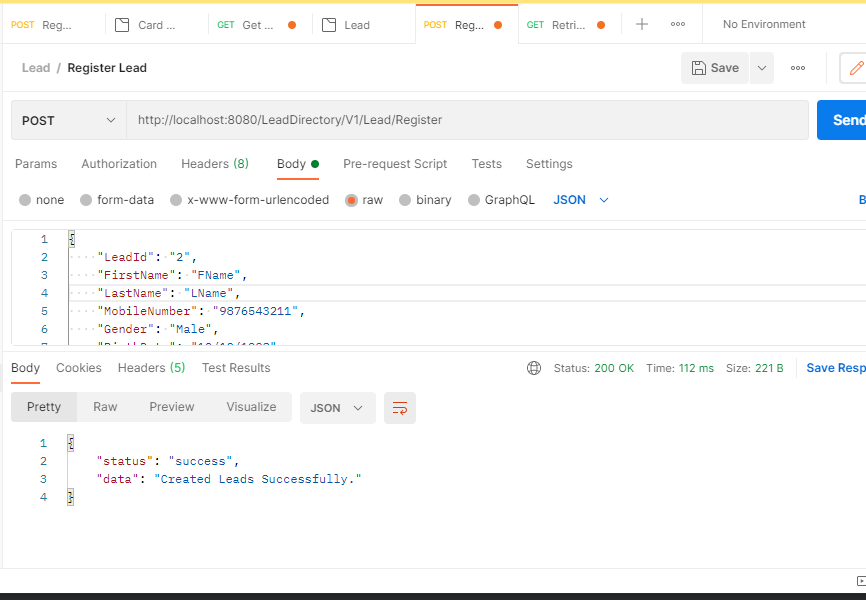 POST Reg... Card ... GET Get ... Lead POST Reg... GET Retri... No Environment
Lead / Register Lead Save
POST http://localhost:8080/LeadDirectory/V1/Lead/Register Send
Params Authorization Headers (8) Body Pre-request Script Tests Settings
none form-data x-www-form-urlencoded raw binary GraphQL JSON B
1 {
2 "LeadId": "2",
3 "FirstName": "FName",
4 "LastName": "LName",
5 "MobileNumber": "9876543211",
6 "Gender": "Male",
Body Cookies Headers (5) Test Results Status: 200 OK Time: 112 ms Size: 221 B Save Resp
Pretty Raw Preview Visualize JSON
1 {
2 "status": "success",
3 "data": "Created Leads Successfully."
4 }